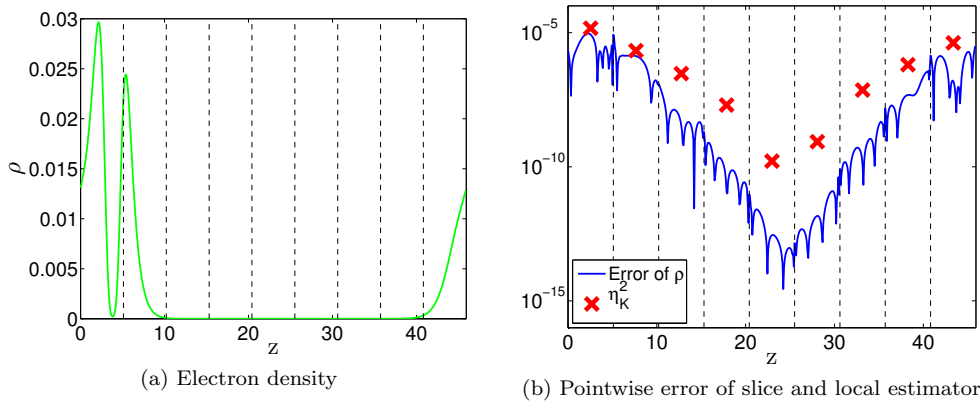 0.03
0.025
0.02
0.015
0.01
0.005
0
ρ
0 10 20 30 40
z
(a) Electron density
10⁻⁵
10⁻¹⁰
10⁻¹⁵
Error of ρ
η²_K
0 10 20 30 40
z
(b) Pointwise error of slice and local estimator